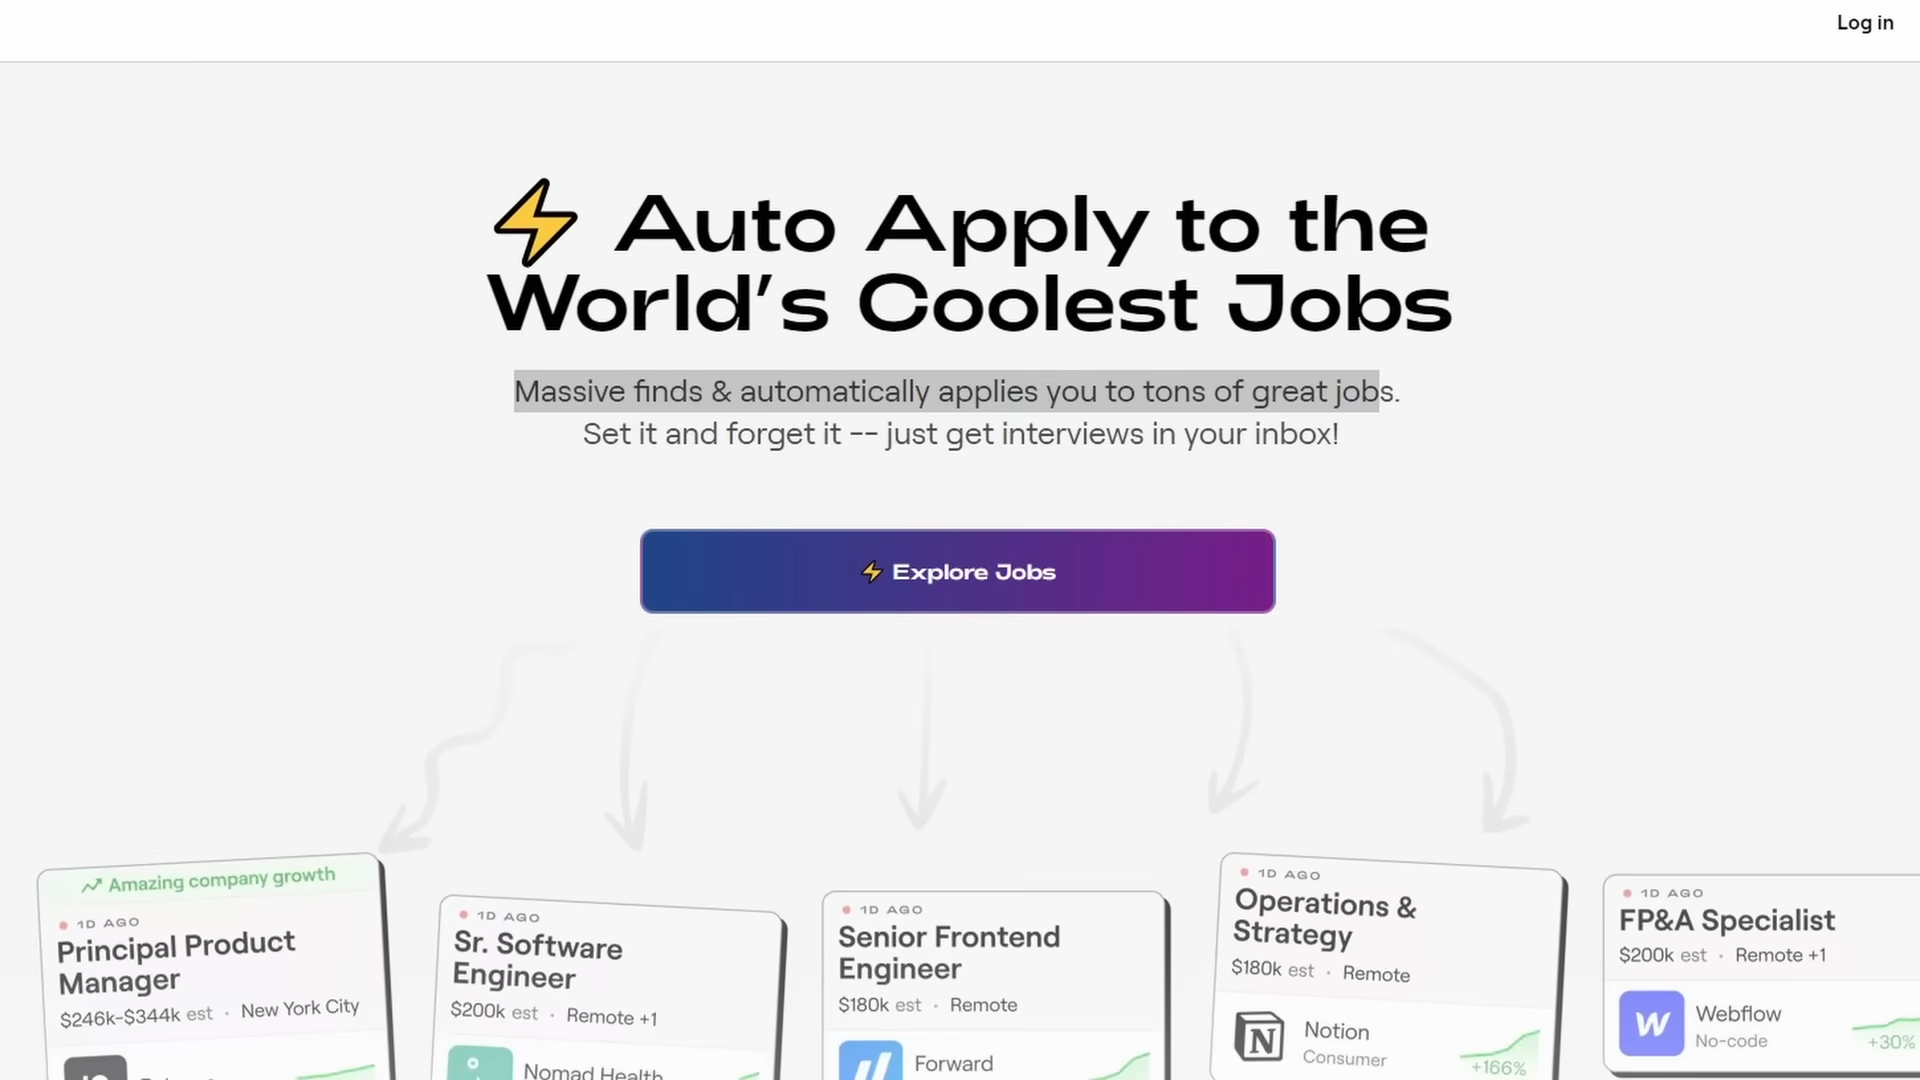 Log in
⚡ Auto Apply to the
World’s Coolest Jobs
Massive finds & automatically applies you to tons of great jobs.
Set it and forget it -- just get interviews in your inbox!
⚡ Explore Jobs
Amazing company growth
1D AGO
Principal Product
Manager
$246k-$344k est · New York City
1D AGO
Sr. Software
Engineer
$200k est · Remote +1
Nomad Health
1D AGO
Senior Frontend
Engineer
$180k est · Remote
Forward
1D AGO
Operations &
Strategy
$180k est · Remote
Notion
Consumer
+166%
1D AGO
FP&A Specialist
$200k est · Remote +1
Webflow
No-code
+30%